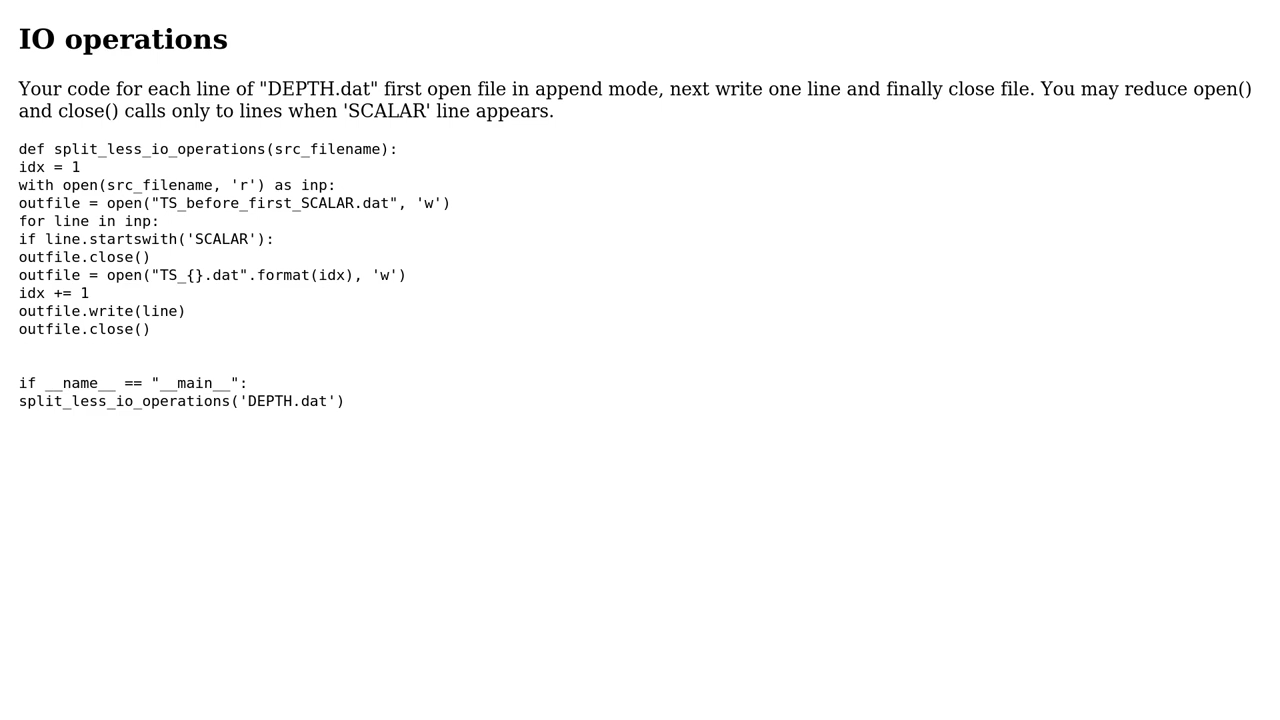 IO operations
Your code for each line of "DEPTH.dat" first open file in append mode, next write one line and finally close file. You may reduce open()
and close() calls only to lines when 'SCALAR' line appears.
def split_less_io_operations(src_filename):
idx = 1
with open(src_filename, 'r') as inp:
outfile = open("TS_before_first_SCALAR.dat", 'w')
for line in inp:
if line.startswith('SCALAR'):
outfile.close()
outfile = open("TS_{}.dat".format(idx), 'w')
idx += 1
outfile.write(line)
outfile.close()
if __name__ == "__main__":
split_less_io_operations('DEPTH.dat')